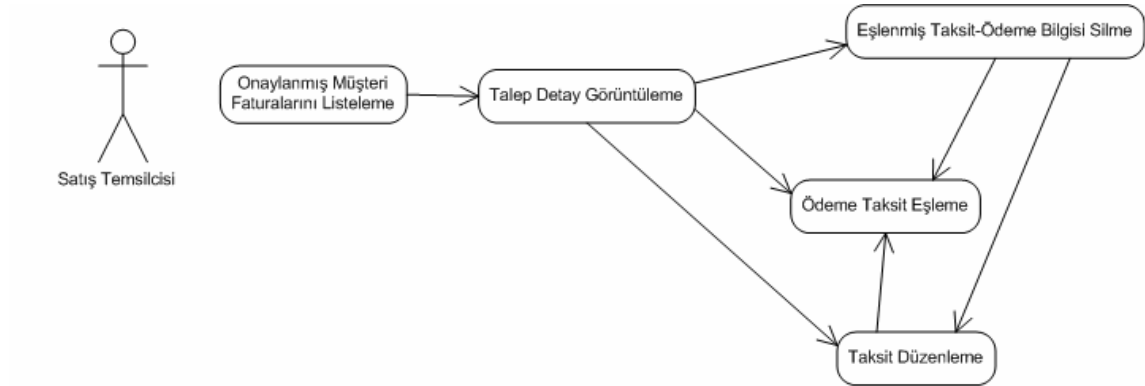 Eşlenmiş Taksit-Ödeme Bilgisi Silme
Onaylanmış Müşteri
Faturalarını Listeleme
Talep Detay Görüntüleme
Satış Temsilcisi
Ödeme Taksit Eşleme
Taksit Düzenleme